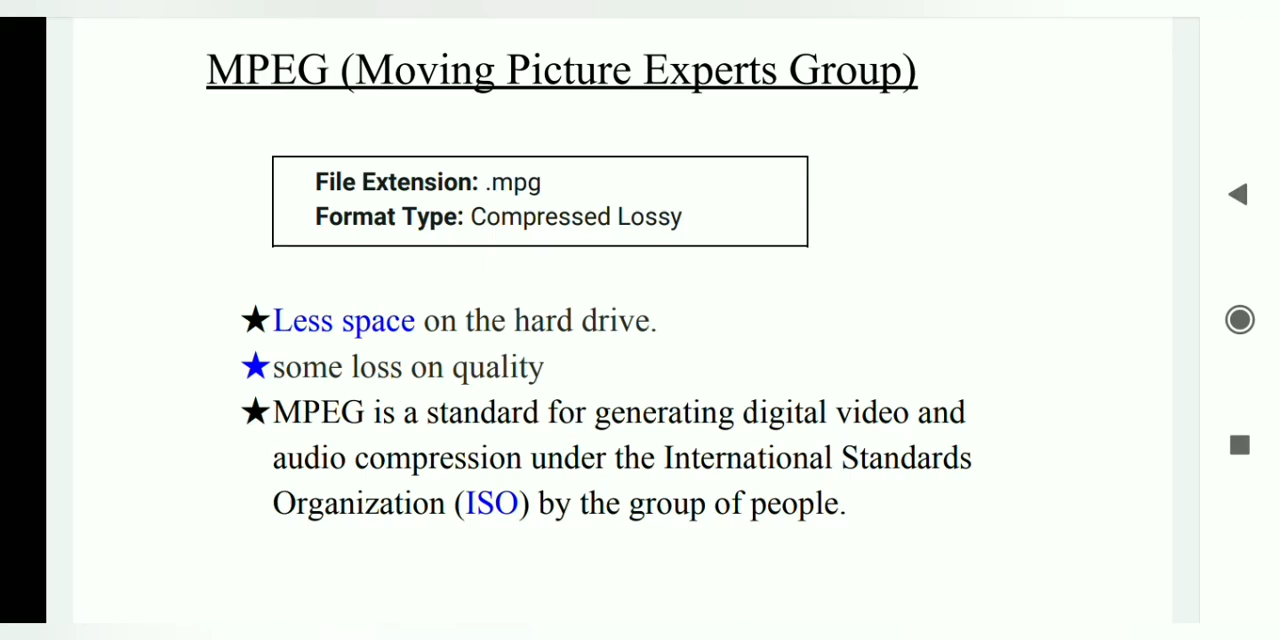 MPEG (Moving Picture Experts Group)
File Extension: .mpg
Format Type: Compressed Lossy
★Less space on the hard drive.
★some loss on quality
★MPEG is a standard for generating digital video and
audio compression under the International Standards
Organization (ISO) by the group of people.